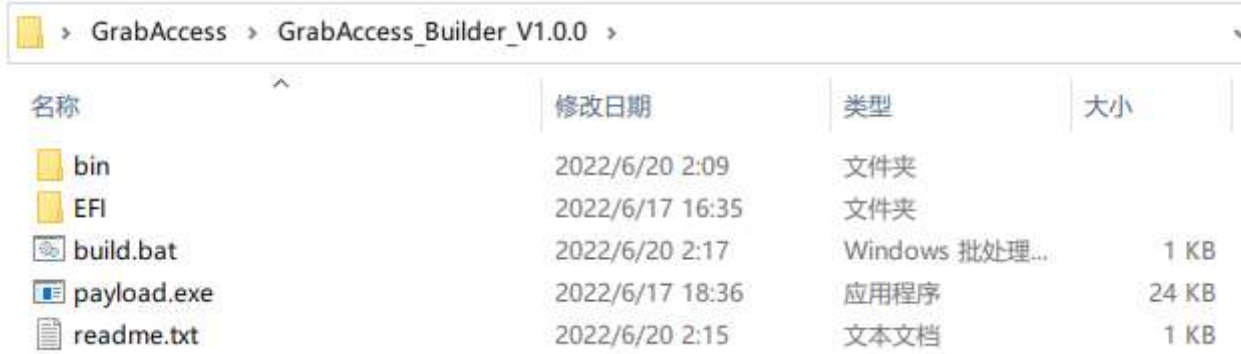 GrabAccess > GrabAccess_Builder_V1.0.0 >
名称 修改日期 类型 大小
bin 2022/6/20 2:09 文件夹
EFI 2022/6/17 16:35 文件夹
build.bat 2022/6/20 2:17 Windows 批处理... 1 KB
payload.exe 2022/6/17 18:36 应用程序 24 KB
readme.txt 2022/6/20 2:15 文本文档 1 KB